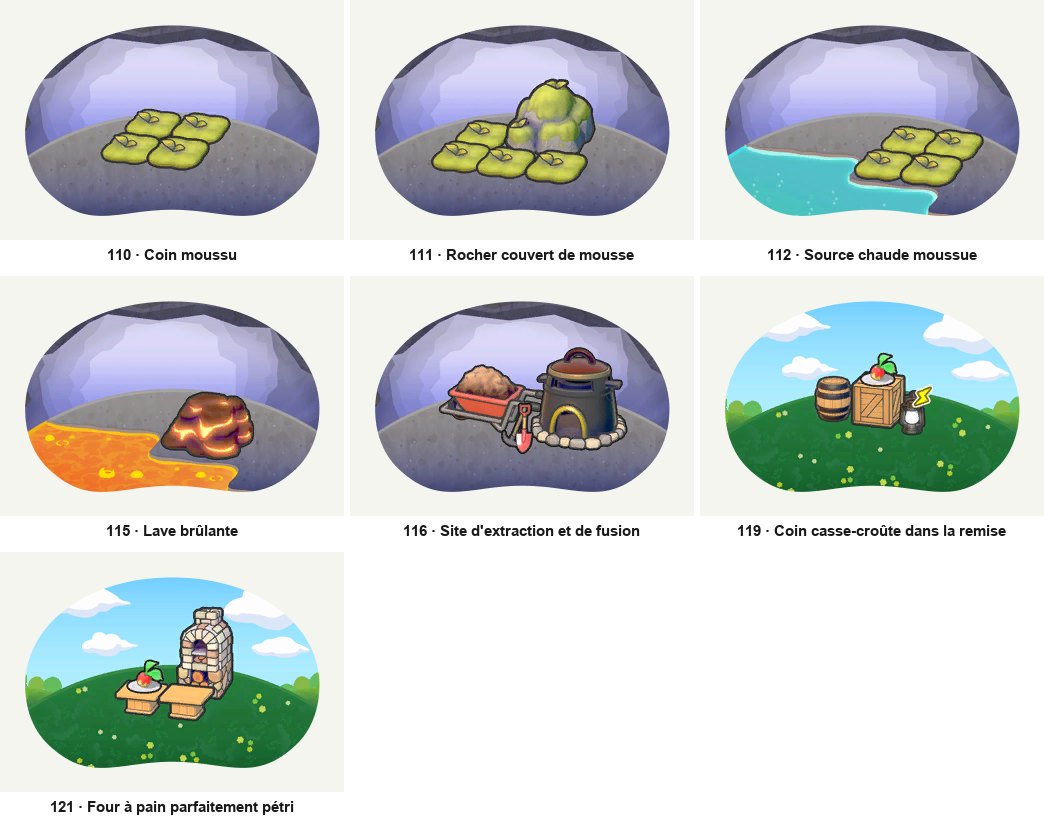 110 · Coin moussu
111 · Rocher couvert de mousse
112 · Source chaude moussue
115 · Lave brûlante
116 · Site d'extraction et de fusion
119 · Coin casse-croûte dans la remise
121 · Four à pain parfaitement pétri